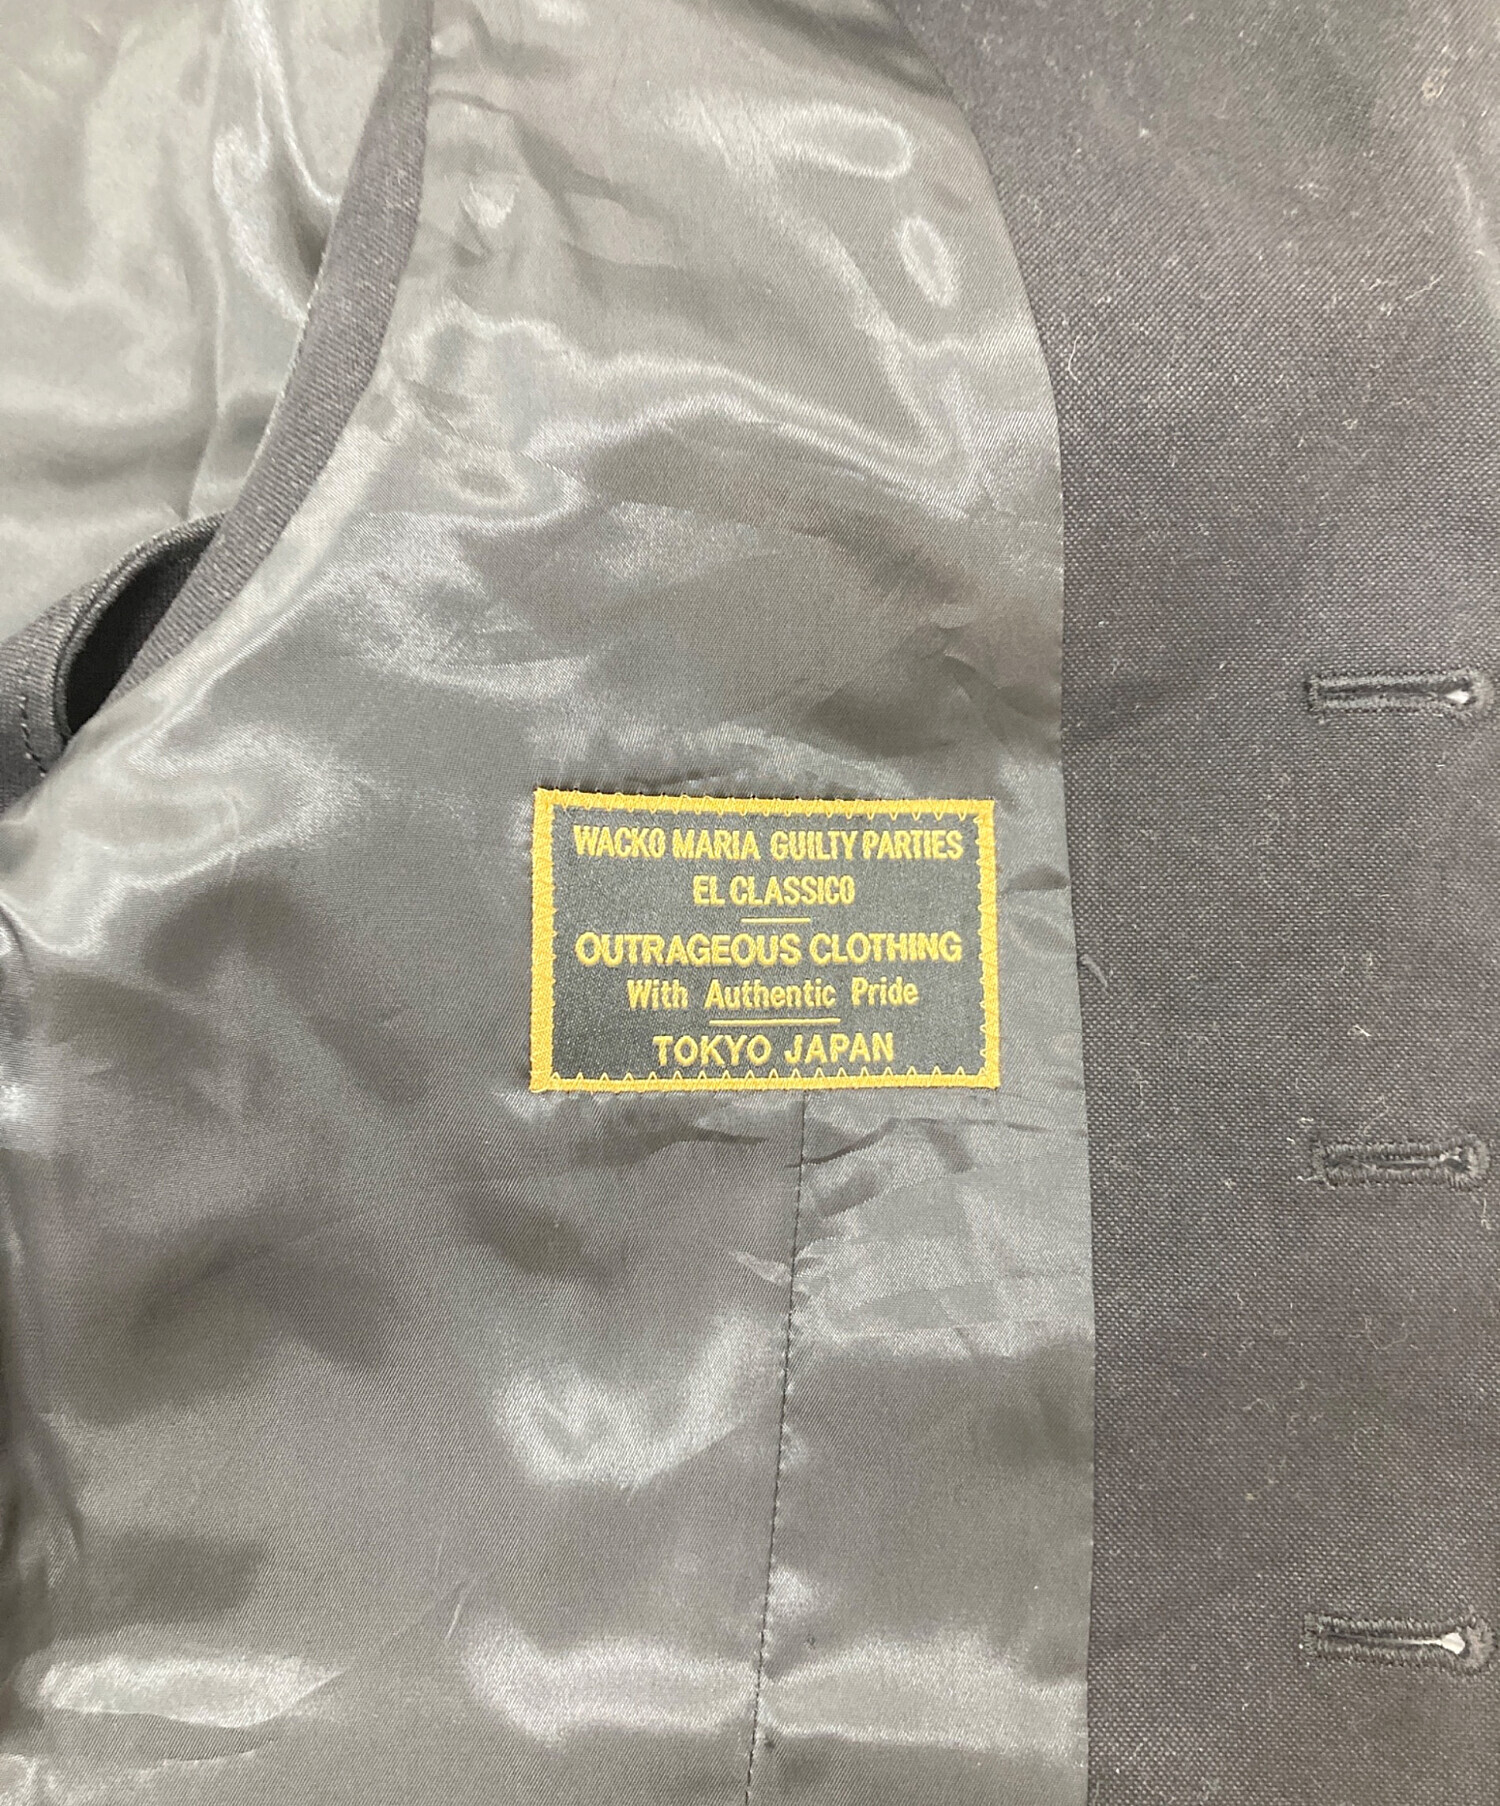 WACKO MARIA GUILTY PARTIES
EL CLASSICO
OUTRAGEOUS CLOTHING
With Authentic Pride
TOKYO JAPAN